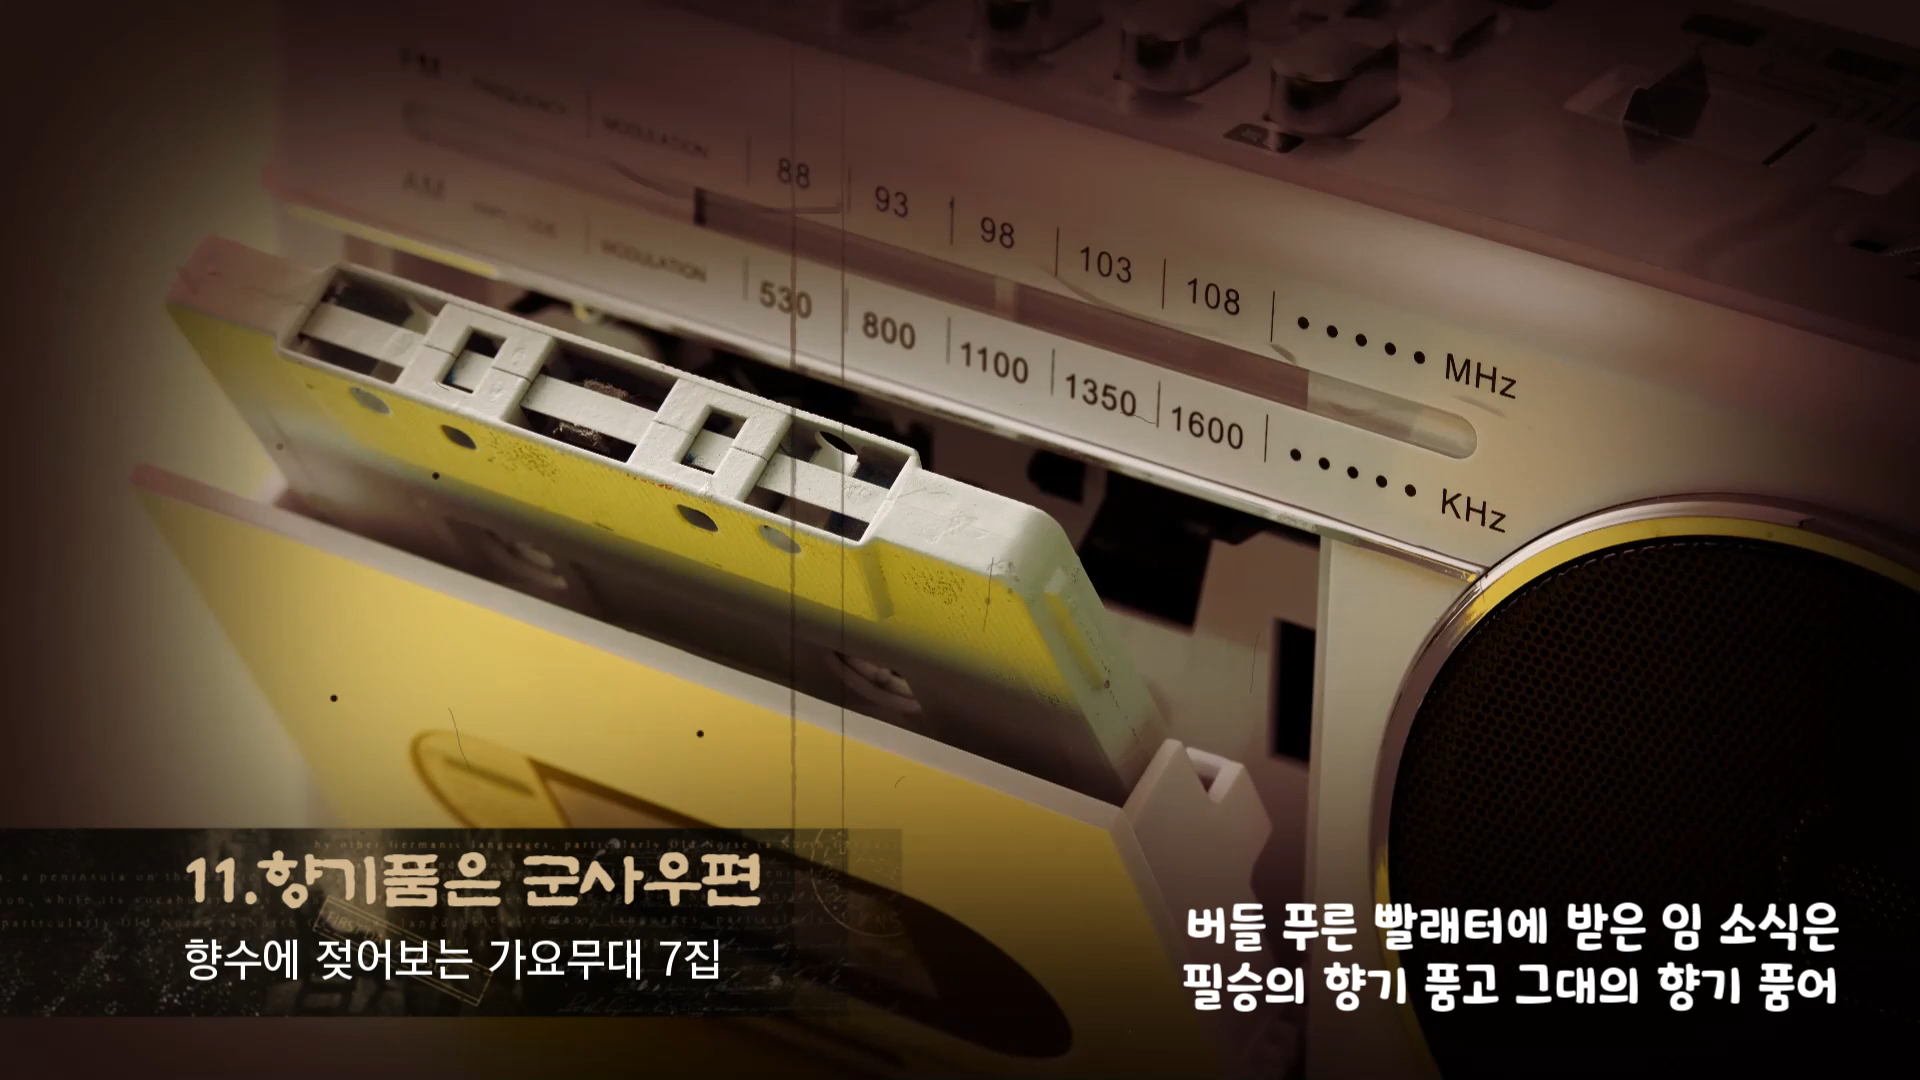 88 93 98 103 108 MHz
530 800 1100 1350 1600 KHz
MODULATION
11.향기품은 군사우편
향수에 젖어보는 가요무대 7집
버들 푸른 빨래터에 받은 임 소식은
필승의 향기 품고 그대의 향기 품어